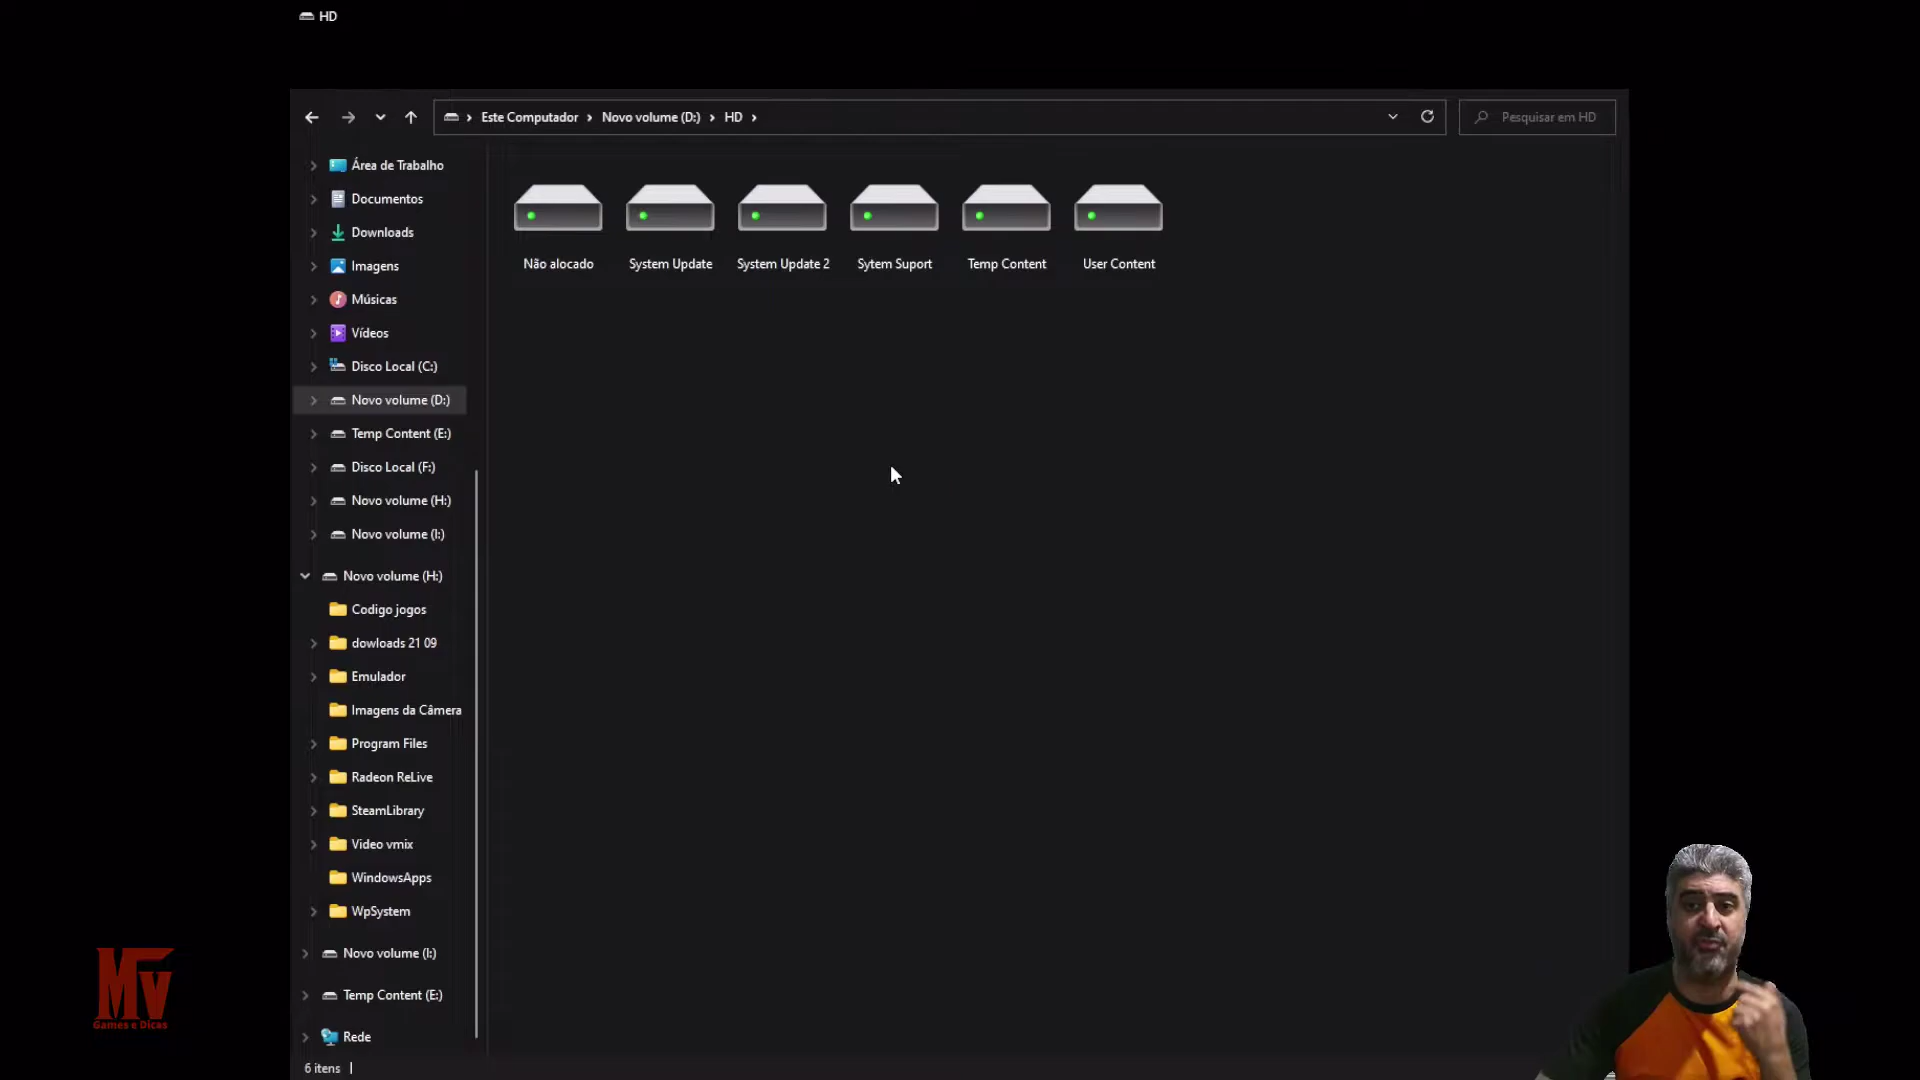 HD
Este Computador > Novo volume (D:) > HD >
Pesquisar em HD
Área de Trabalho
Documentos
Downloads
Imagens
Músicas
Vídeos
Disco Local (C:)
Novo volume (D:)
Temp Content (E:)
Disco Local (F:)
Novo volume (H:)
Novo volume (I:)
Novo volume (H:)
Codigo jogos
dowloads 21 09
Emulador
Imagens da Câmera
Program Files
Radeon ReLive
SteamLibrary
Video vmix
WindowsApps
WpSystem
Novo volume (I:)
Temp Content (E:)
Rede
6 itens
Não alocado
System Update
System Update 2
Sytem Suport
Temp Content
User Content
MV
Games e Dicas